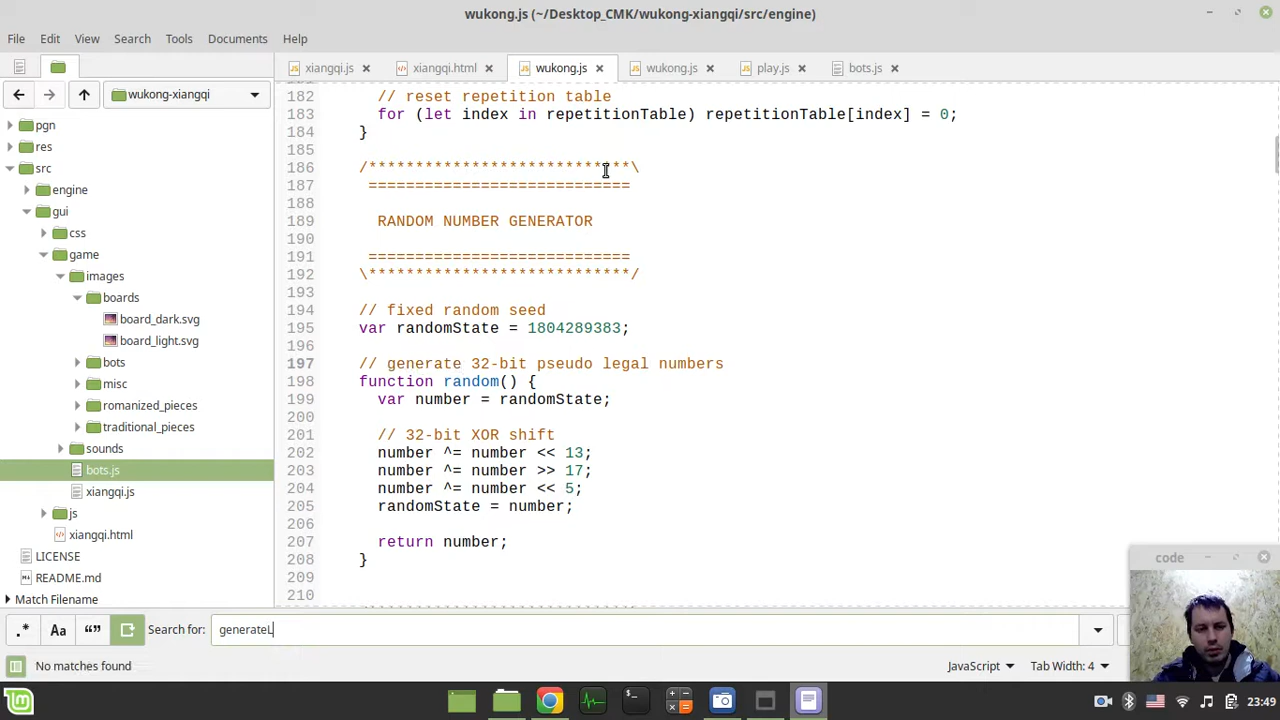 wukong.js (~/Desktop_CMK/wukong-xiangqi/src/engine)
File Edit View Search Tools Documents Help
xiangqi.js xiangqi.html wukong.js wukong.js play.js bots.js
wukong-xiangqi
pgn
res
src
engine
gui
css
game
images
boards
board_dark.svg
board_light.svg
bots
misc
romanized_pieces
traditional_pieces
sounds
bots.js
xiangqi.js
js
xiangqi.html
LICENSE
README.md
Match Filename
182 // reset repetition table
183 for (let index in repetitionTable) repetitionTable[index] = 0;
184 }
185
186 /****************************\
187 ============================
188
189 RANDOM NUMBER GENERATOR
190
191 ============================
192 \****************************/
193
194 // fixed random seed
195 var randomState = 1804289383;
196
197 // generate 32-bit pseudo legal numbers
198 function random() {
199 var number = randomState;
200
201 // 32-bit XOR shift
202 number ^= number << 13;
203 number ^= number >> 17;
204 number ^= number << 5;
205 randomState = number;
206
207 return number;
208 }
209
210
code
.* Aa “” Search for: generateL
No matches found JavaScript Tab Width: 4
23:49